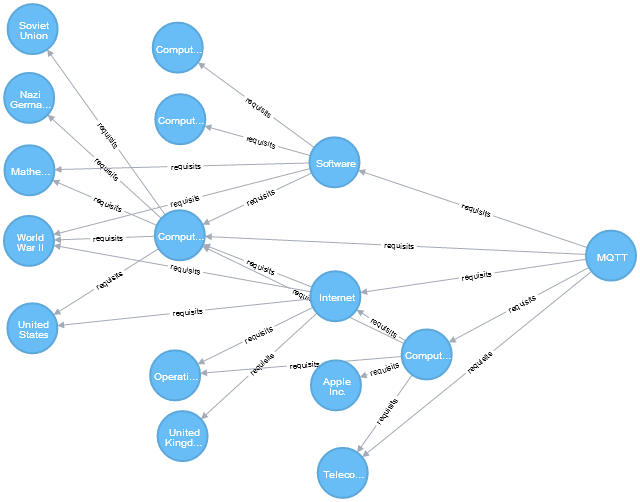 Soviet
Union
Comput...
Nazi
Germa...
requisits
requisits
Comput...
requisits
requisits
Mathe...
requisits
Software
requisits
requisits
requisits
requisits
World
War II
requisits
Comput...
requisits
MQTT
requisits
requisits
requisits
requisits
Internet
requisits
United
States
requisits
requisits
requisits
requisits
Comput...
requisits
requisite
requisite
Operati...
requisits
Apple
Inc.
requisits
United
Kingd...
Teleco...